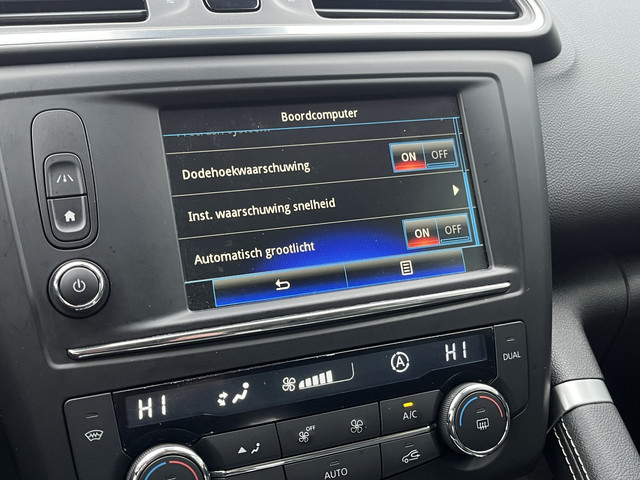 Boordcomputer
Dodehoekwaarschuwing ON OFF
Inst. waarschuwing snelheid
Automatisch grootlicht ON OFF
HI A HI
DUAL
OFF
A/C
AUTO